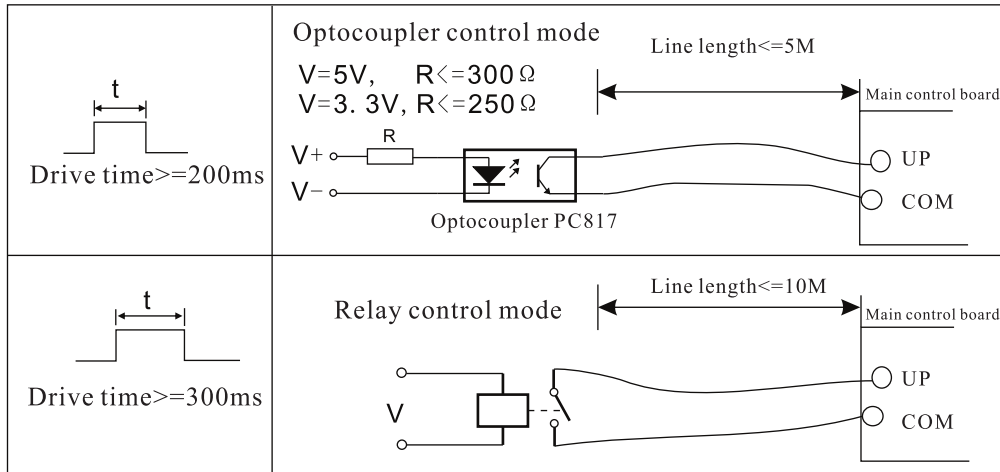 t
Drive time>=200ms
Optocoupler control mode
V=5V, R<=300Ω
V=3. 3V, R<=250Ω
Line length<=5M
Main control board
R
V+
V−
UP
COM
Optocoupler PC817
t
Drive time>=300ms
Relay control mode
Line length<=10M
Main control board
V
UP
COM